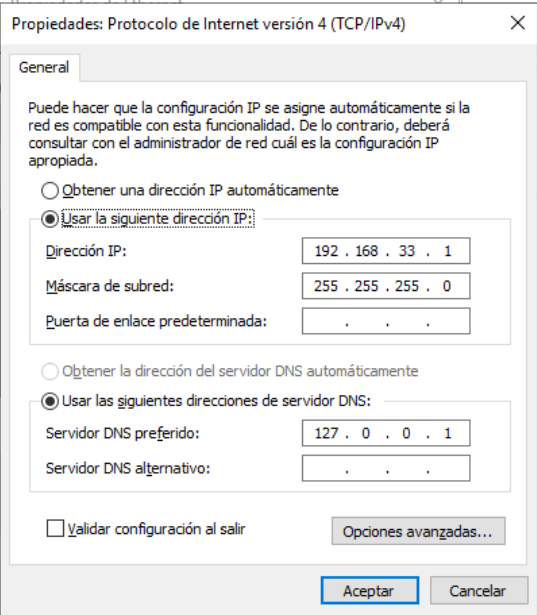 Propiedades: Protocolo de Internet versión 4 (TCP/IPv4)
General
Puede hacer que la configuración IP se asigne automáticamente si la
red es compatible con esta funcionalidad. De lo contrario, deberá
consultar con el administrador de red cuál es la configuración IP
apropiada.
Obtener una dirección IP automáticamente
Usar la siguiente dirección IP:
Dirección IP: 192 . 168 . 33 . 1
Máscara de subred: 255 . 255 . 255 . 0
Puerta de enlace predeterminada: . . .
Obtener la dirección del servidor DNS automáticamente
Usar las siguientes direcciones de servidor DNS:
Servidor DNS preferido: 127 . 0 . 0 . 1
Servidor DNS alternativo: . . .
Validar configuración al salir
Opciones avanzadas...
Aceptar Cancelar